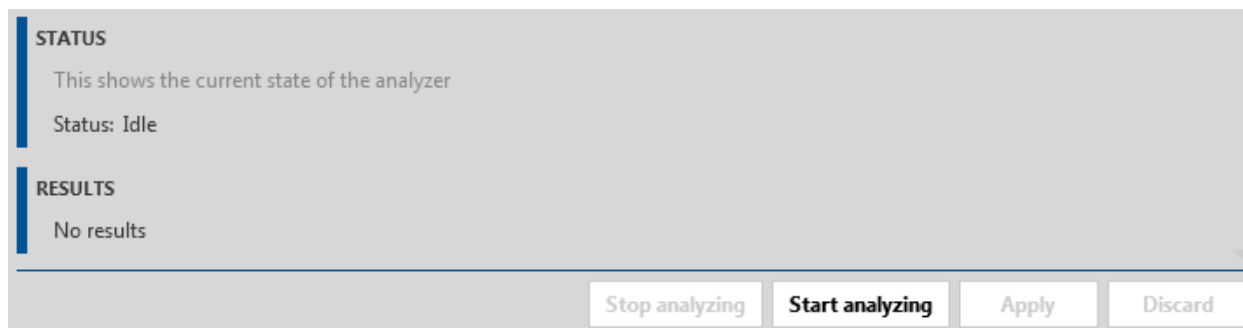 STATUS
This shows the current state of the analyzer
Status: Idle
RESULTS
No results
Stop analyzing Start analyzing Apply Discard